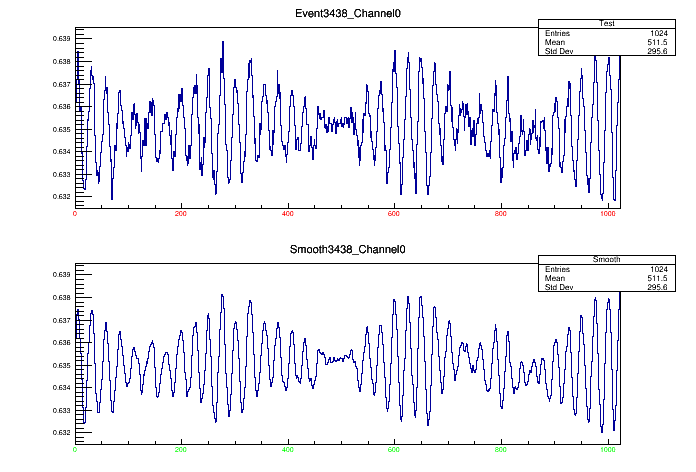 Event3438_Channel0
Test
Entries 1024
Mean 511.5
Std Dev 295.6
0.639
0.638
0.637
0.636
0.635
0.634
0.633
0.632
0 200 400 600 800 1000
Smooth3438_Channel0
Smooth
Entries 1024
Mean 511.5
Std Dev 295.6
0.639
0.638
0.637
0.636
0.635
0.634
0.633
0.632
0 200 400 600 800 1000